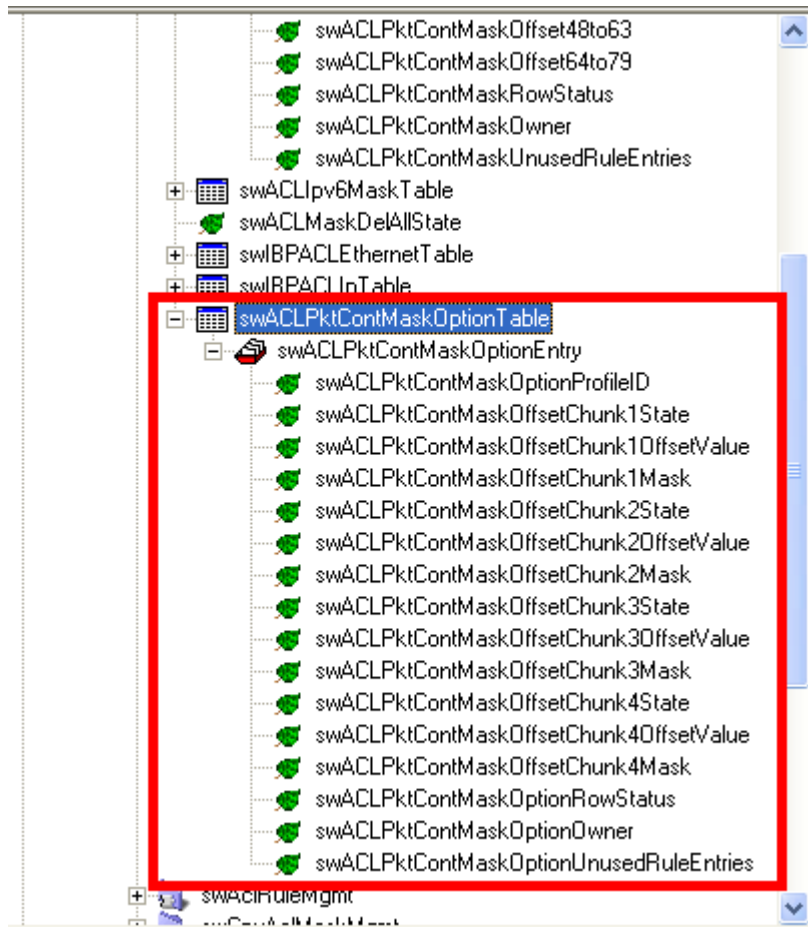 swACLPktContMaskOffset48to63
swACLPktContMaskOffset64to79
swACLPktContMaskRowStatus
swACLPktContMaskOwner
swACLPktContMaskUnusedRuleEntries
swACLIpv6MaskTable
swACLMaskDelAllState
swIBPACLEthernetTable
swIBPACLIpTable
swACLPktContMaskOptionTable
swACLPktContMaskOptionEntry
swACLPktContMaskOptionProfileID
swACLPktContMaskOffsetChunk1State
swACLPktContMaskOffsetChunk1OffsetValue
swACLPktContMaskOffsetChunk1Mask
swACLPktContMaskOffsetChunk2State
swACLPktContMaskOffsetChunk2OffsetValue
swACLPktContMaskOffsetChunk2Mask
swACLPktContMaskOffsetChunk3State
swACLPktContMaskOffsetChunk3OffsetValue
swACLPktContMaskOffsetChunk3Mask
swACLPktContMaskOffsetChunk4State
swACLPktContMaskOffsetChunk4OffsetValue
swACLPktContMaskOffsetChunk4Mask
swACLPktContMaskOptionRowStatus
swACLPktContMaskOptionOwner
swACLPktContMaskOptionUnusedRuleEntries
swAclRuleMgmt